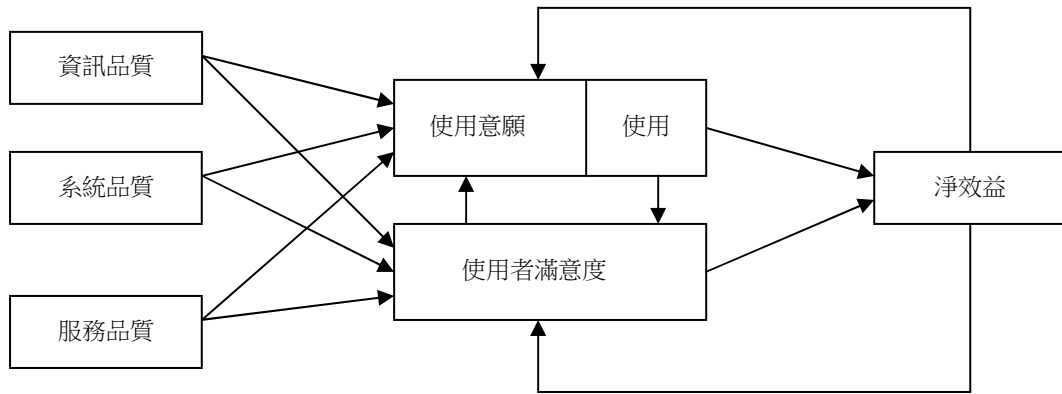 資訊品質
系統品質
服務品質
使用意願
使用
使用者滿意度
淨效益